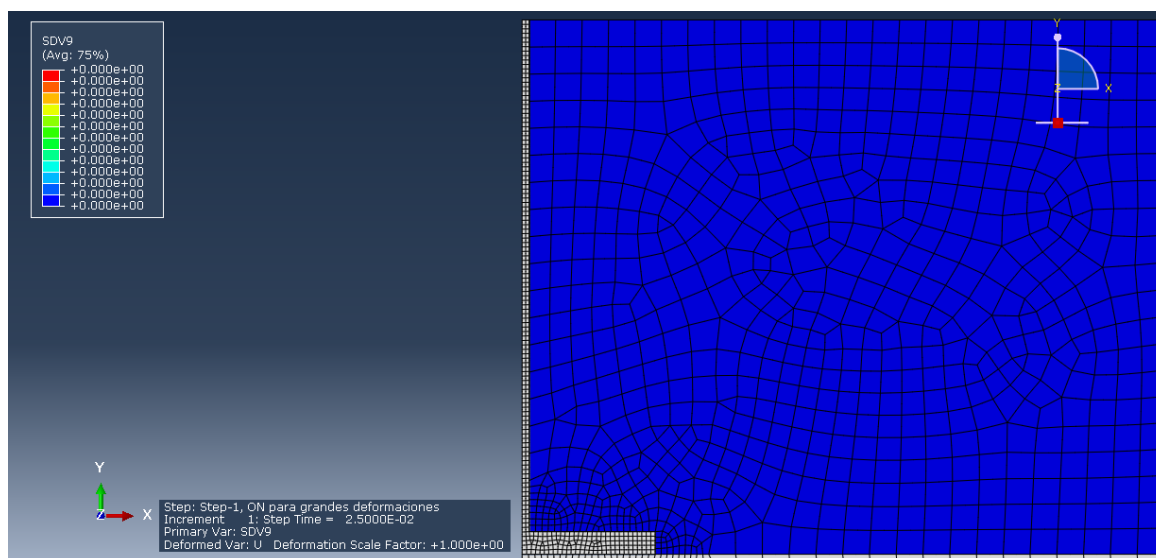 SDV9
(Avg: 75%)
+0.000e+00
+0.000e+00
+0.000e+00
+0.000e+00
+0.000e+00
+0.000e+00
+0.000e+00
+0.000e+00
+0.000e+00
+0.000e+00
+0.000e+00
+0.000e+00
+0.000e+00
Y
Z
X
Y
Z
X
Step: Step-1, ON para grandes deformaciones
Increment 1: Step Time = 2.5000E-02
Primary Var: SDV9
Deformed Var: U Deformation Scale Factor: +1.000e+00